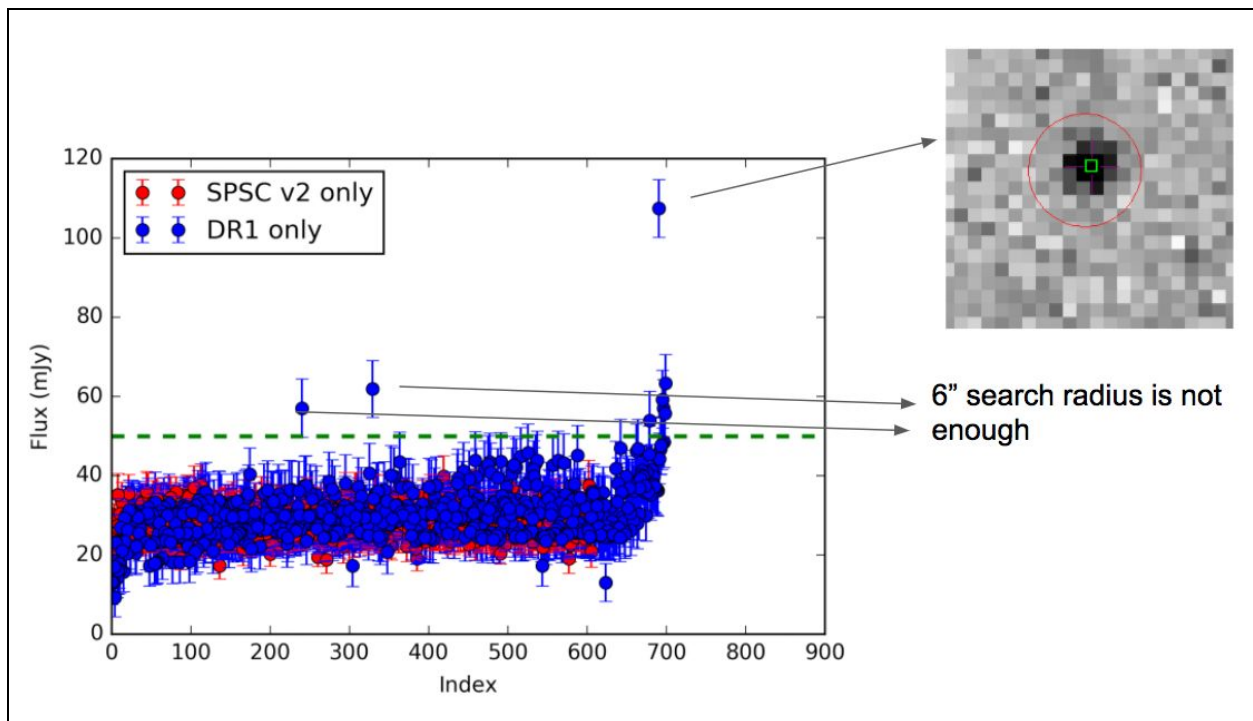 120
100
80
60
40
20
0
Flux (mJy)
SPSC v2 only
DR1 only
0 100 200 300 400 500 600 700 800 900
Index
6” search radius is not
enough